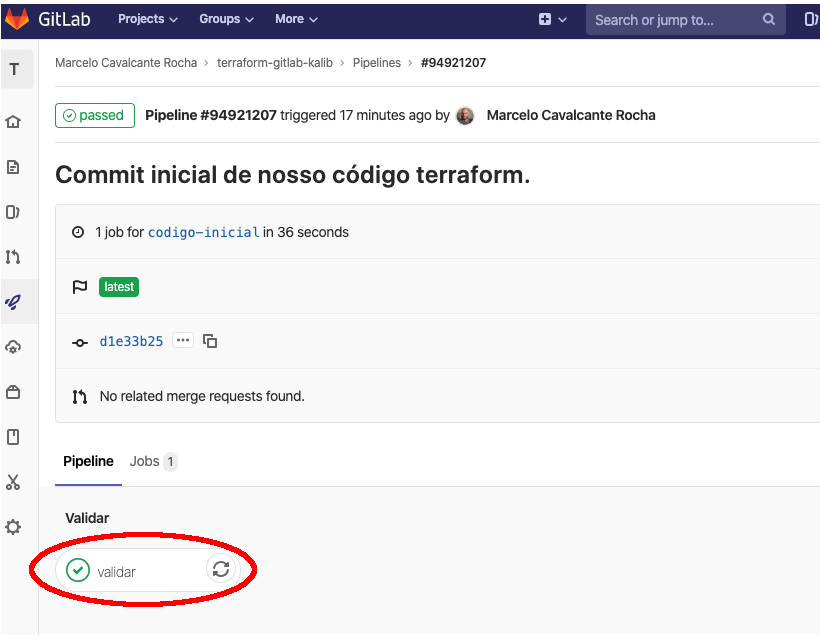 GitLab Projects Groups More Search or jump to...
T
Marcelo Cavalcante Rocha › terraform-gitlab-kalib › Pipelines › #94921207
passed Pipeline #94921207 triggered 17 minutes ago by Marcelo Cavalcante Rocha
Commit inicial de nosso código terraform.
1 job for codigo-inicial in 36 seconds
latest
d1e33b25 ...
No related merge requests found.
Pipeline Jobs 1
Validar
validar